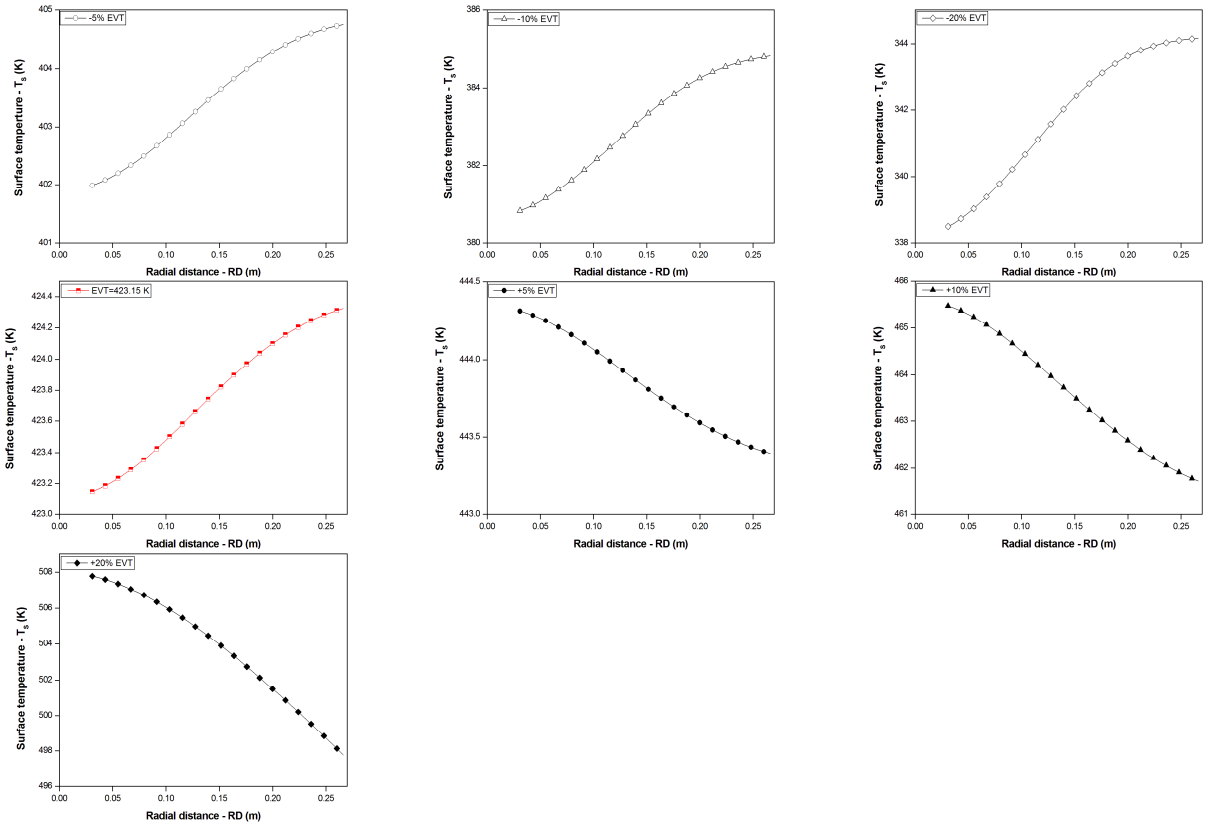 -5% EVT
405
404
403
402
401
Surface temperture - Ts (K)
0.00 0.05 0.10 0.15 0.20 0.25
Radial distance - RD (m)
-10% EVT
386
384
382
380
Surface temperature - Ts (K)
0.00 0.05 0.10 0.15 0.20 0.25
Radial distance - RD (m)
-20% EVT
344
342
340
338
Surface temperature - Ts (K)
0.00 0.05 0.10 0.15 0.20 0.25
Radial distance - RD (m)
EVT=423.15 K
424.4
424.2
424.0
423.8
423.6
423.4
423.2
423.0
Surface temperature -Ts (K)
0.00 0.05 0.10 0.15 0.20 0.25
Radial distance - RD (m)
+5% EVT
444.5
444.0
443.5
443.0
Surface temperature - Ts (K)
0.00 0.05 0.10 0.15 0.20 0.25
Radial distance - RD (m)
+10% EVT
466
465
464
463
462
461
Surface temperature - Ts (K)
0.00 0.05 0.10 0.15 0.20 0.25
Radial distance - RD (m)
+20% EVT
508
506
504
502
500
498
496
Surface temperature - Ts (K)
0.00 0.05 0.10 0.15 0.20 0.25
Radial distance - RD (m)